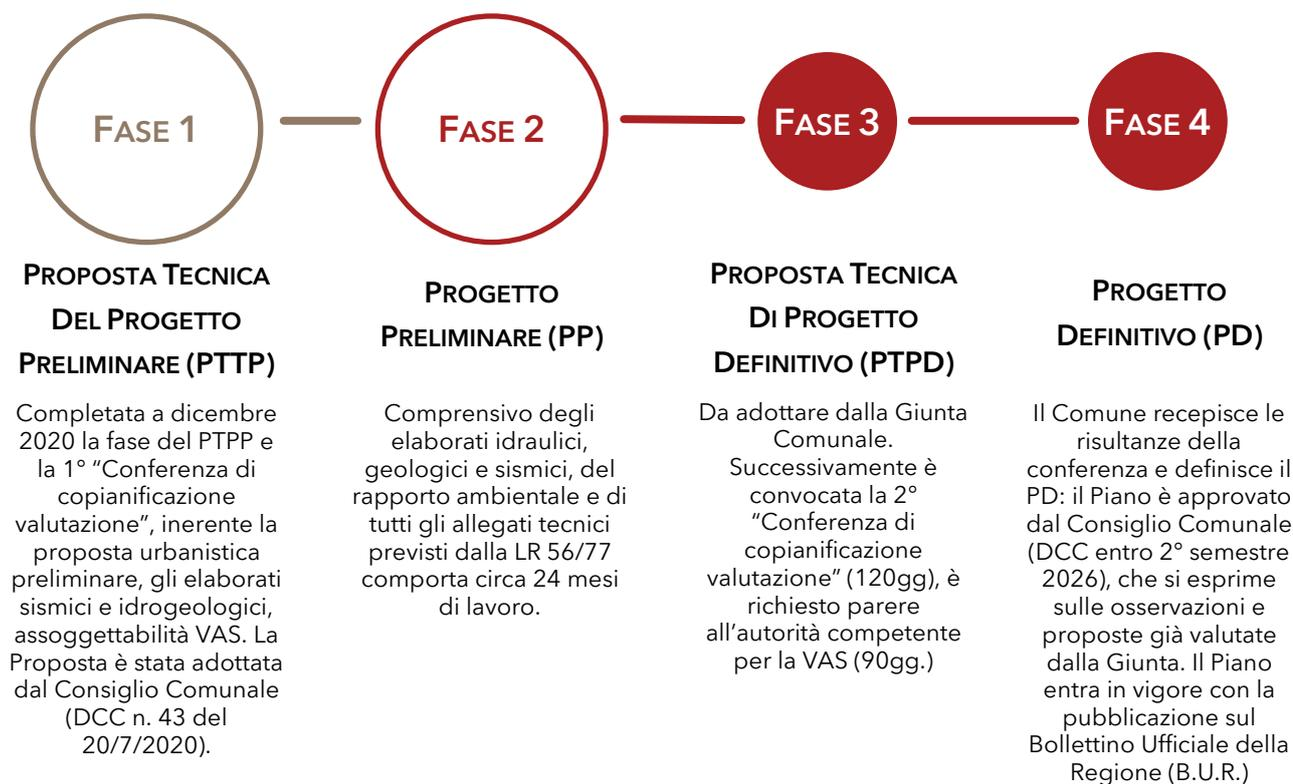 FASE 1
FASE 2
FASE 3
FASE 4
PROPOSTA TECNICA
DEL PROGETTO
PRELIMINARE (PTTP)
Completata a dicembre
2020 la fase del PTPP e
la 1° “Conferenza di
copianificazione
valutazione”, inerente la
proposta urbanistica
preliminare, gli elaborati
sismici e idrogeologici,
assoggettabilità VAS. La
Proposta è stata adottata
dal Consiglio Comunale
(DCC n. 43 del
20/7/2020).
PROGETTO
PRELIMINARE (PP)
Comprensivo degli
elaborati idraulici,
geologici e sismici, del
rapporto ambientale e di
tutti gli allegati tecnici
previsti dalla LR 56/77
comporta circa 24 mesi
di lavoro.
PROPOSTA TECNICA
DI PROGETTO
DEFINITIVO (PTPD)
Da adottare dalla Giunta
Comunale.
Successivamente è
convocata la 2°
“Conferenza di
copianificazione
valutazione” (120gg), è
richiesto parere
all’autorità competente
per la VAS (90gg.)
PROGETTO
DEFINITIVO (PD)
Il Comune recepisce le
risultanze della
conferenza e definisce il
PD: il Piano è approvato
dal Consiglio Comunale
(DCC entro 2° semestre
2026), che si esprime
sulle osservazioni e
proposte già valutate
dalla Giunta. Il Piano
entra in vigore con la
pubblicazione sul
Bollettino Ufficiale della
Regione (B.U.R.)